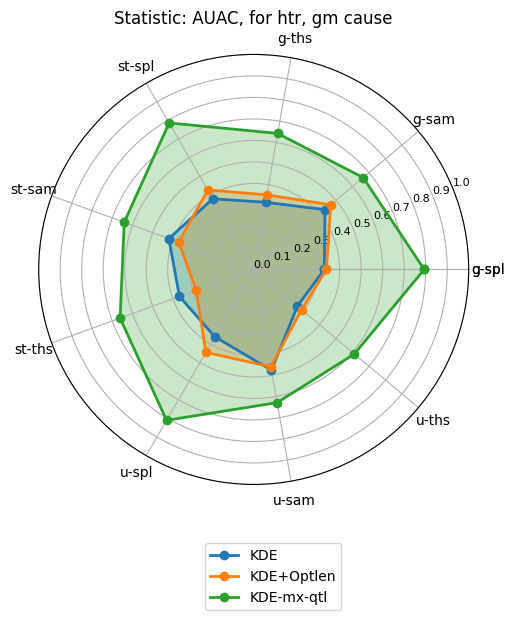 Statistic: AUAC, for htr, gm cause
g-ths
st-spl
g-sam
st-sam
1.0
0.9
0.8
0.7
0.6
0.5
0.4
0.3
0.2
0.1
0.0
g-spl
st-ths
u-ths
u-spl
u-sam
KDE
KDE+Optlen
KDE-mx-qtl